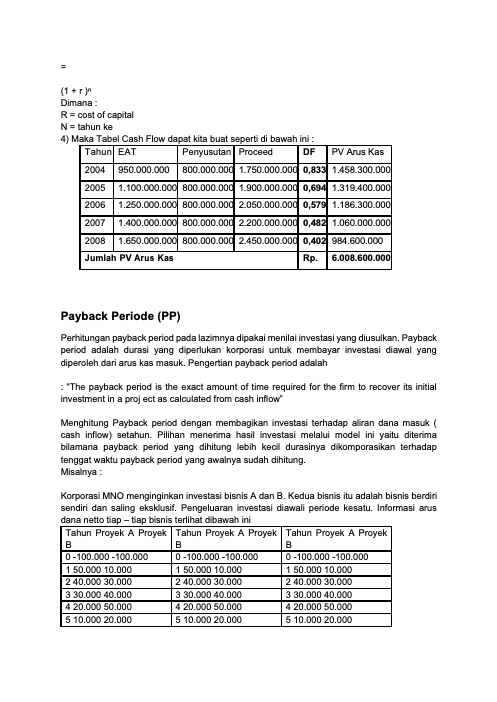 =
(1 + r )ⁿ
Dimana :
R = cost of capital
N = tahun ke
4) Maka Tabel Cash Flow dapat kita buat seperti di bawah ini :
Tahun EAT Penyusutan Proceed DF PV Arus Kas
2004 950.000.000 800.000.000 1.750.000.000 0,833 1.458.300.000
2005 1.100.000.000 800.000.000 1.900.000.000 0,694 1.319.400.000
2006 1.250.000.000 800.000.000 2.050.000.000 0,579 1.186.300.000
2007 1.400.000.000 800.000.000 2.200.000.000 0,482 1.060.000.000
2008 1.650.000.000 800.000.000 2.450.000.000 0,402 984.600.000
Jumlah PV Arus Kas Rp. 6.008.600.000
Payback Periode (PP)
Perhitungan payback period pada lazimnya dipakai menilai investasi yang diusulkan. Payback
period adalah durasi yang diperlukan korporasi untuk membayar investasi diawal yang
diperoleh dari arus kas masuk. Pengertian payback period adalah
: “The payback period is the exact amount of time required for the firm to recover its initial
investment in a proj ect as calculated from cash inflow”
Menghitung Payback period dengan membagikan investasi terhadap aliran dana masuk (
cash inflow) setahun. Pilihan menerima hasil investasi melalui model ini yaitu diterima
bilamana payback period yang dihitung lebih kecil durasinya dikomporasikan terhadap
tenggat waktu payback period yang awalnya sudah dihitung.
Misalnya :
Korporasi MNO menginginkan investasi bisnis A dan B. Kedua bisnis itu adalah bisnis berdiri
sendiri dan saling eksklusif. Pengeluaran investasi diawali periode kesatu. Informasi arus
dana netto tiap – tiap bisnis terlihat dibawah ini
Tahun Proyek A Proyek Tahun Proyek A Proyek Tahun Proyek A Proyek
B B B
0 -100.000 -100.000 0 -100.000 -100.000 0 -100.000 -100.000
1 50.000 10.000 1 50.000 10.000 1 50.000 10.000
2 40.000 30.000 2 40.000 30.000 2 40.000 30.000
3 30.000 40.000 3 30.000 40.000 3 30.000 40.000
4 20.000 50.000 4 20.000 50.000 4 20.000 50.000
5 10.000 20.000 5 10.000 20.000 5 10.000 20.000